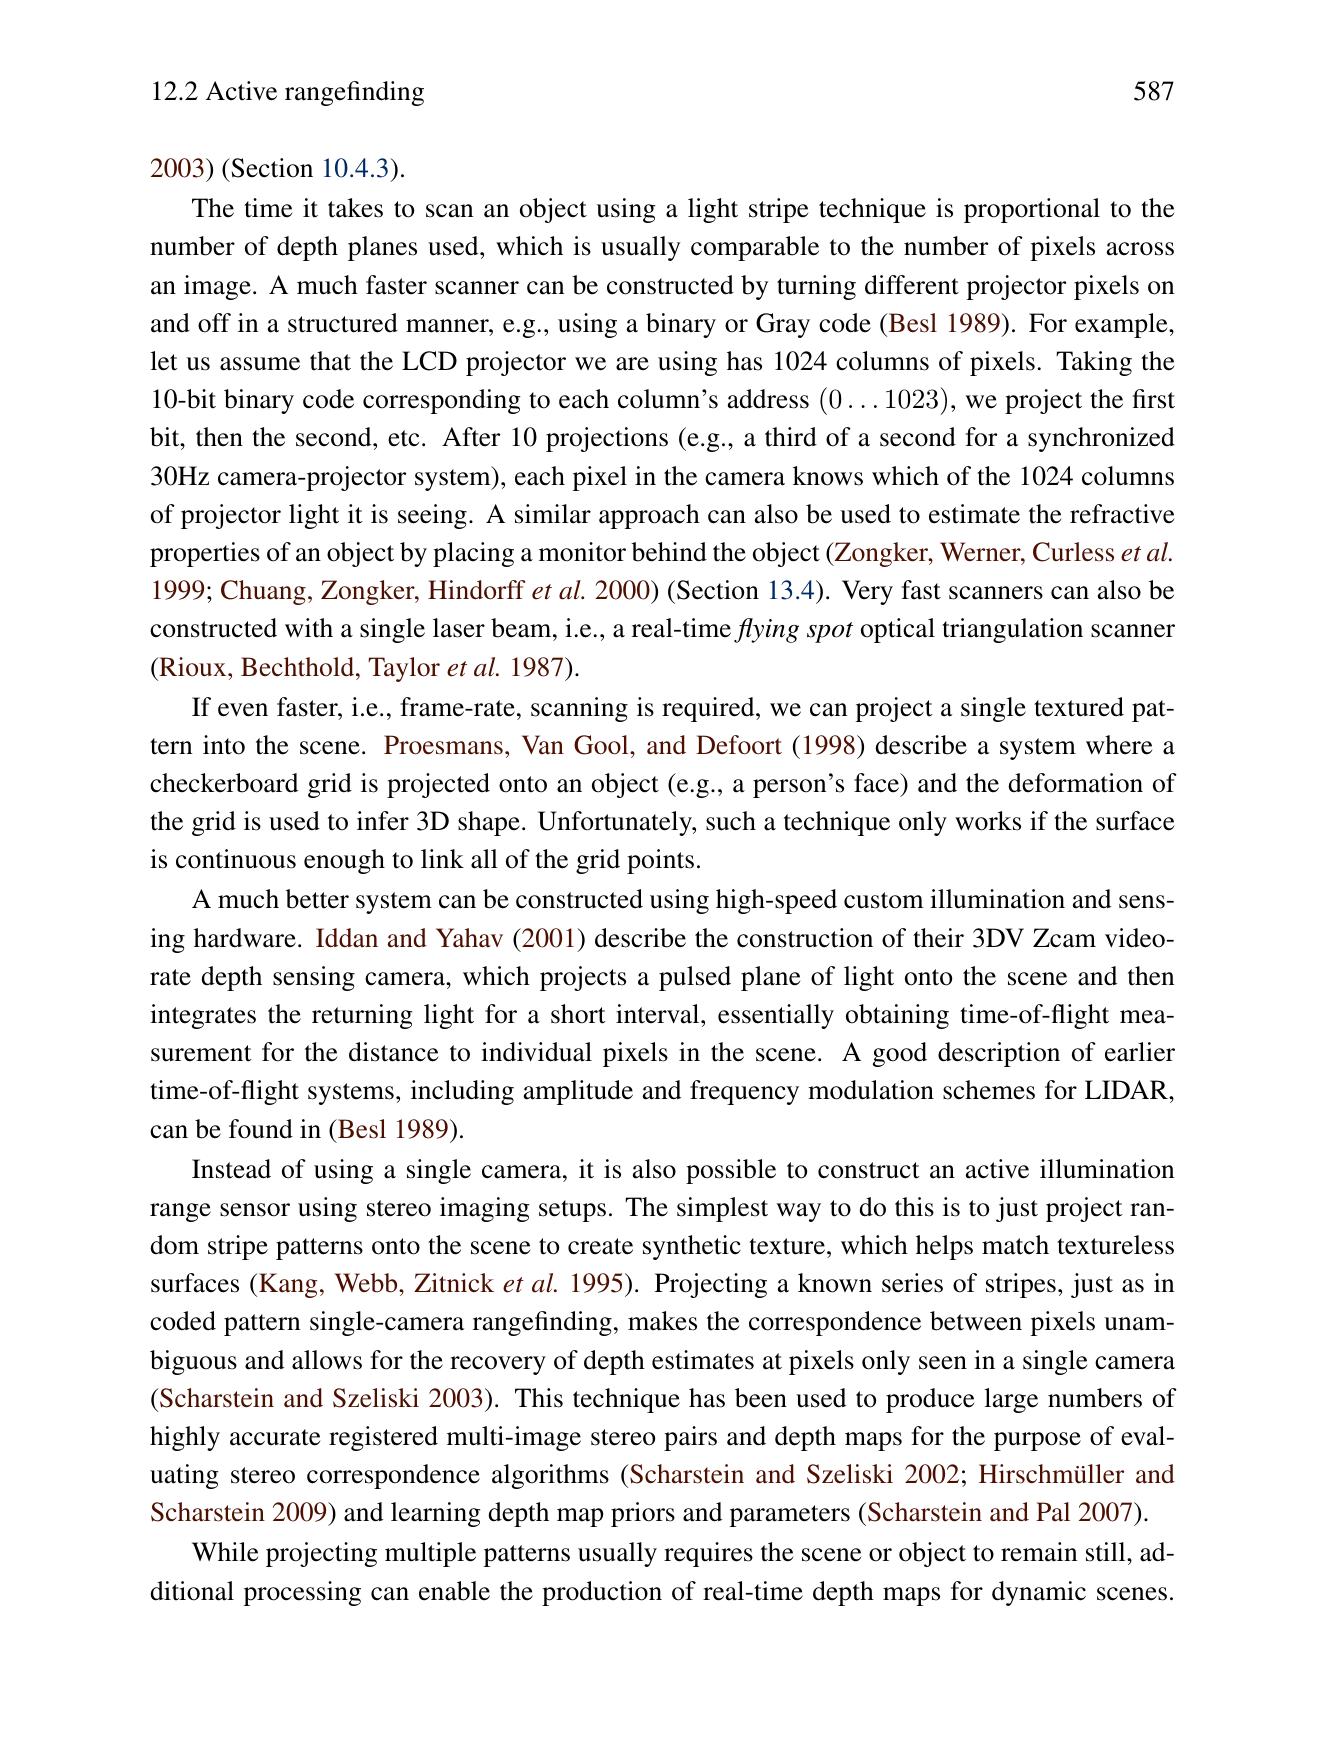 12.2 Active rangefinding 587
2003) (Section 10.4.3).
The time it takes to scan an object using a light stripe technique is proportional to the
number of depth planes used, which is usually comparable to the number of pixels across
an image. A much faster scanner can be constructed by turning different projector pixels on
and off in a structured manner, e.g., using a binary or Gray code (Besl 1989). For example,
let us assume that the LCD projector we are using has 1024 columns of pixels. Taking the
10-bit binary code corresponding to each column's address (0 . . . 1023), we project the first
bit, then the second, etc. After 10 projections (e.g., a third of a second for a synchronized
30Hz camera-projector system), each pixel in the camera knows which of the 1024 columns
of projector light it is seeing. A similar approach can also be used to estimate the refractive
properties of an object by placing a monitor behind the object (Zongker, Werner, Curless et al.
1999; Chuang, Zongker, Hindorff et al. 2000) (Section 13.4). Very fast scanners can also be
constructed with a single laser beam, i.e., a real-time flying spot optical triangulation scanner
(Rioux, Bechthold, Taylor et al. 1987).
If even faster, i.e., frame-rate, scanning is required, we can project a single textured pat-
tern into the scene. Proesmans, Van Gool, and Defoort (1998) describe a system where a
checkerboard grid is projected onto an object (e.g., a person's face) and the deformation of
the grid is used to infer 3D shape. Unfortunately, such a technique only works if the surface
is continuous enough to link all of the grid points.
A much better system can be constructed using high-speed custom illumination and sens-
ing hardware. Iddan and Yahav (2001) describe the construction of their 3DV Zcam video-
rate depth sensing camera, which projects a pulsed plane of light onto the scene and then
integrates the returning light for a short interval, essentially obtaining time-of-flight mea-
surement for the distance to individual pixels in the scene. A good description of earlier
time-of-flight systems, including amplitude and frequency modulation schemes for LIDAR,
can be found in (Besl 1989).
Instead of using a single camera, it is also possible to construct an active illumination
range sensor using stereo imaging setups. The simplest way to do this is to just project ran-
dom stripe patterns onto the scene to create synthetic texture, which helps match textureless
surfaces (Kang, Webb, Zitnick et al. 1995). Projecting a known series of stripes, just as in
coded pattern single-camera rangefinding, makes the correspondence between pixels unam-
biguous and allows for the recovery of depth estimates at pixels only seen in a single camera
(Scharstein and Szeliski 2003). This technique has been used to produce large numbers of
highly accurate registered multi-image stereo pairs and depth maps for the purpose of eval-
uating stereo correspondence algorithms (Scharstein and Szeliski 2002; Hirschmüller and
Scharstein 2009) and learning depth map priors and parameters (Scharstein and Pal 2007).
While projecting multiple patterns usually requires the scene or object to remain still, ad-
ditional processing can enable the production of real-time depth maps for dynamic scenes.